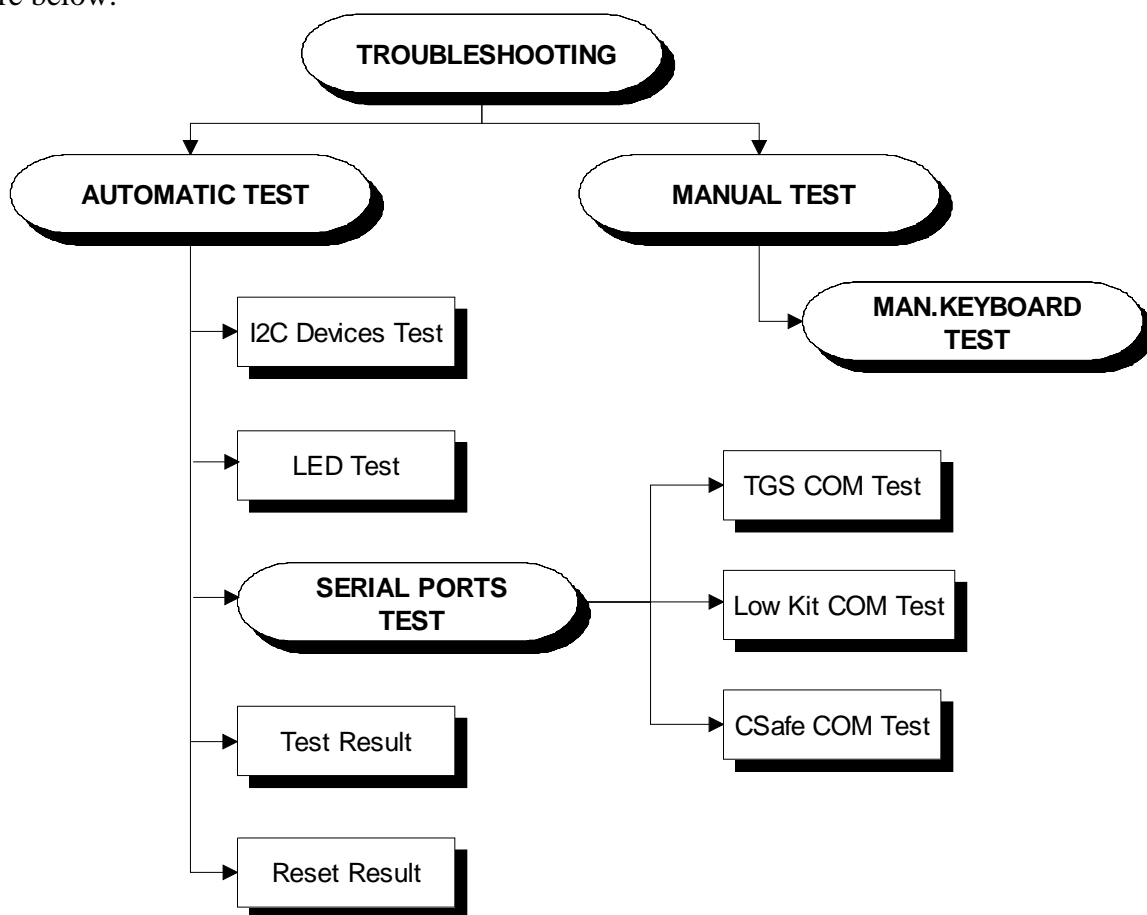 re below:
TROUBLESHOOTING
AUTOMATIC TEST
MANUAL TEST
I2C Devices Test
MAN.KEYBOARD
TEST
LED Test
TGS COM Test
SERIAL PORTS
TEST
Low Kit COM Test
CSafe COM Test
Test Result
Reset Result